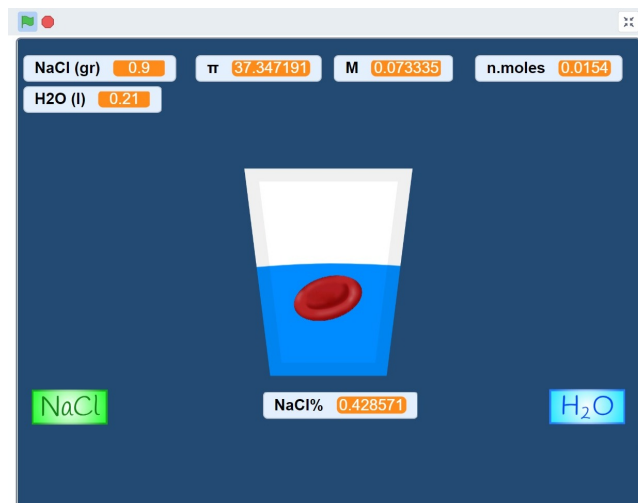 NaCl (gr) 0.9 π 37.347191 M 0.073335 n.moles 0.0154
H2O (l) 0.21
NaCl NaCl% 0.428571 H₂O